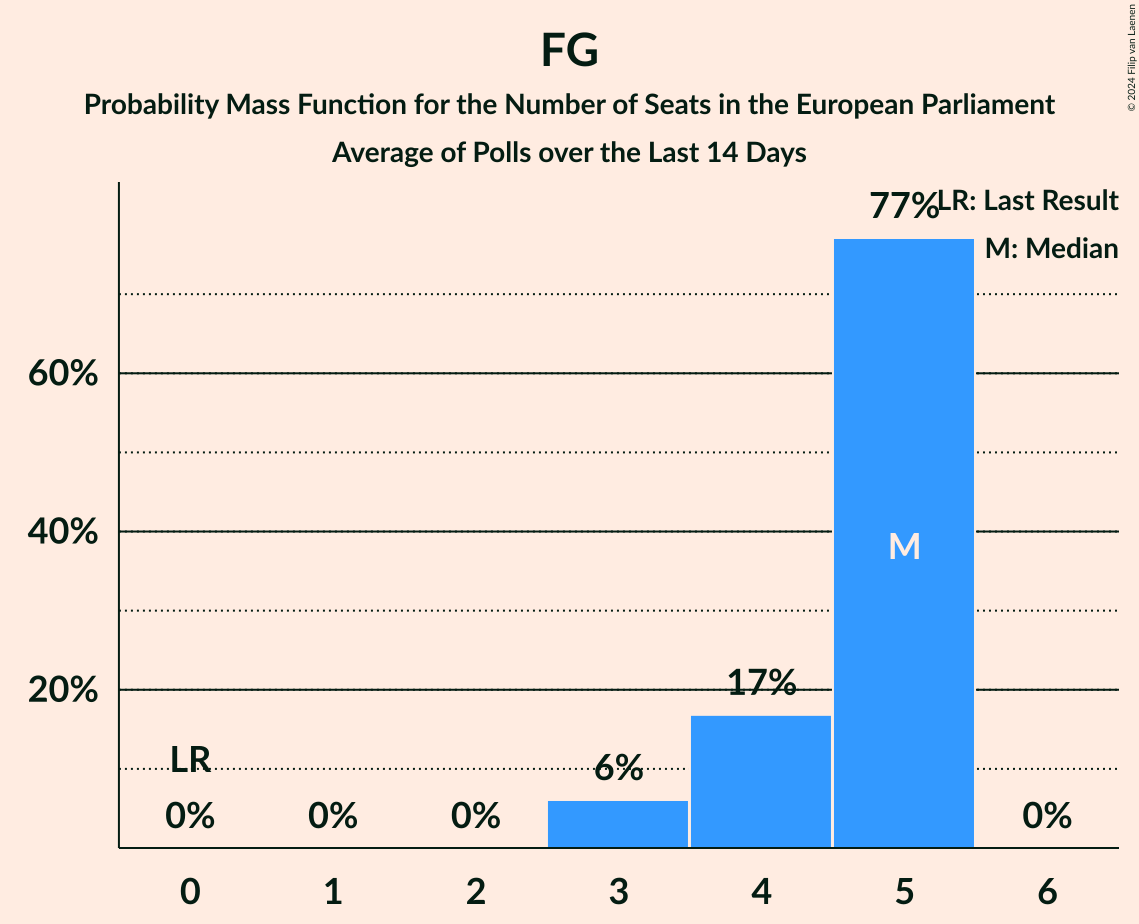 FG
Probability Mass Function for the Number of Seats in the European Parliament
Average of Polls over the Last 14 Days
© 2024 Filip van Laenen
LR: Last Result
M: Median
77%
60%
40%
M
20%
17%
LR
6%
0% 0% 0% 0%
0 1 2 3 4 5 6